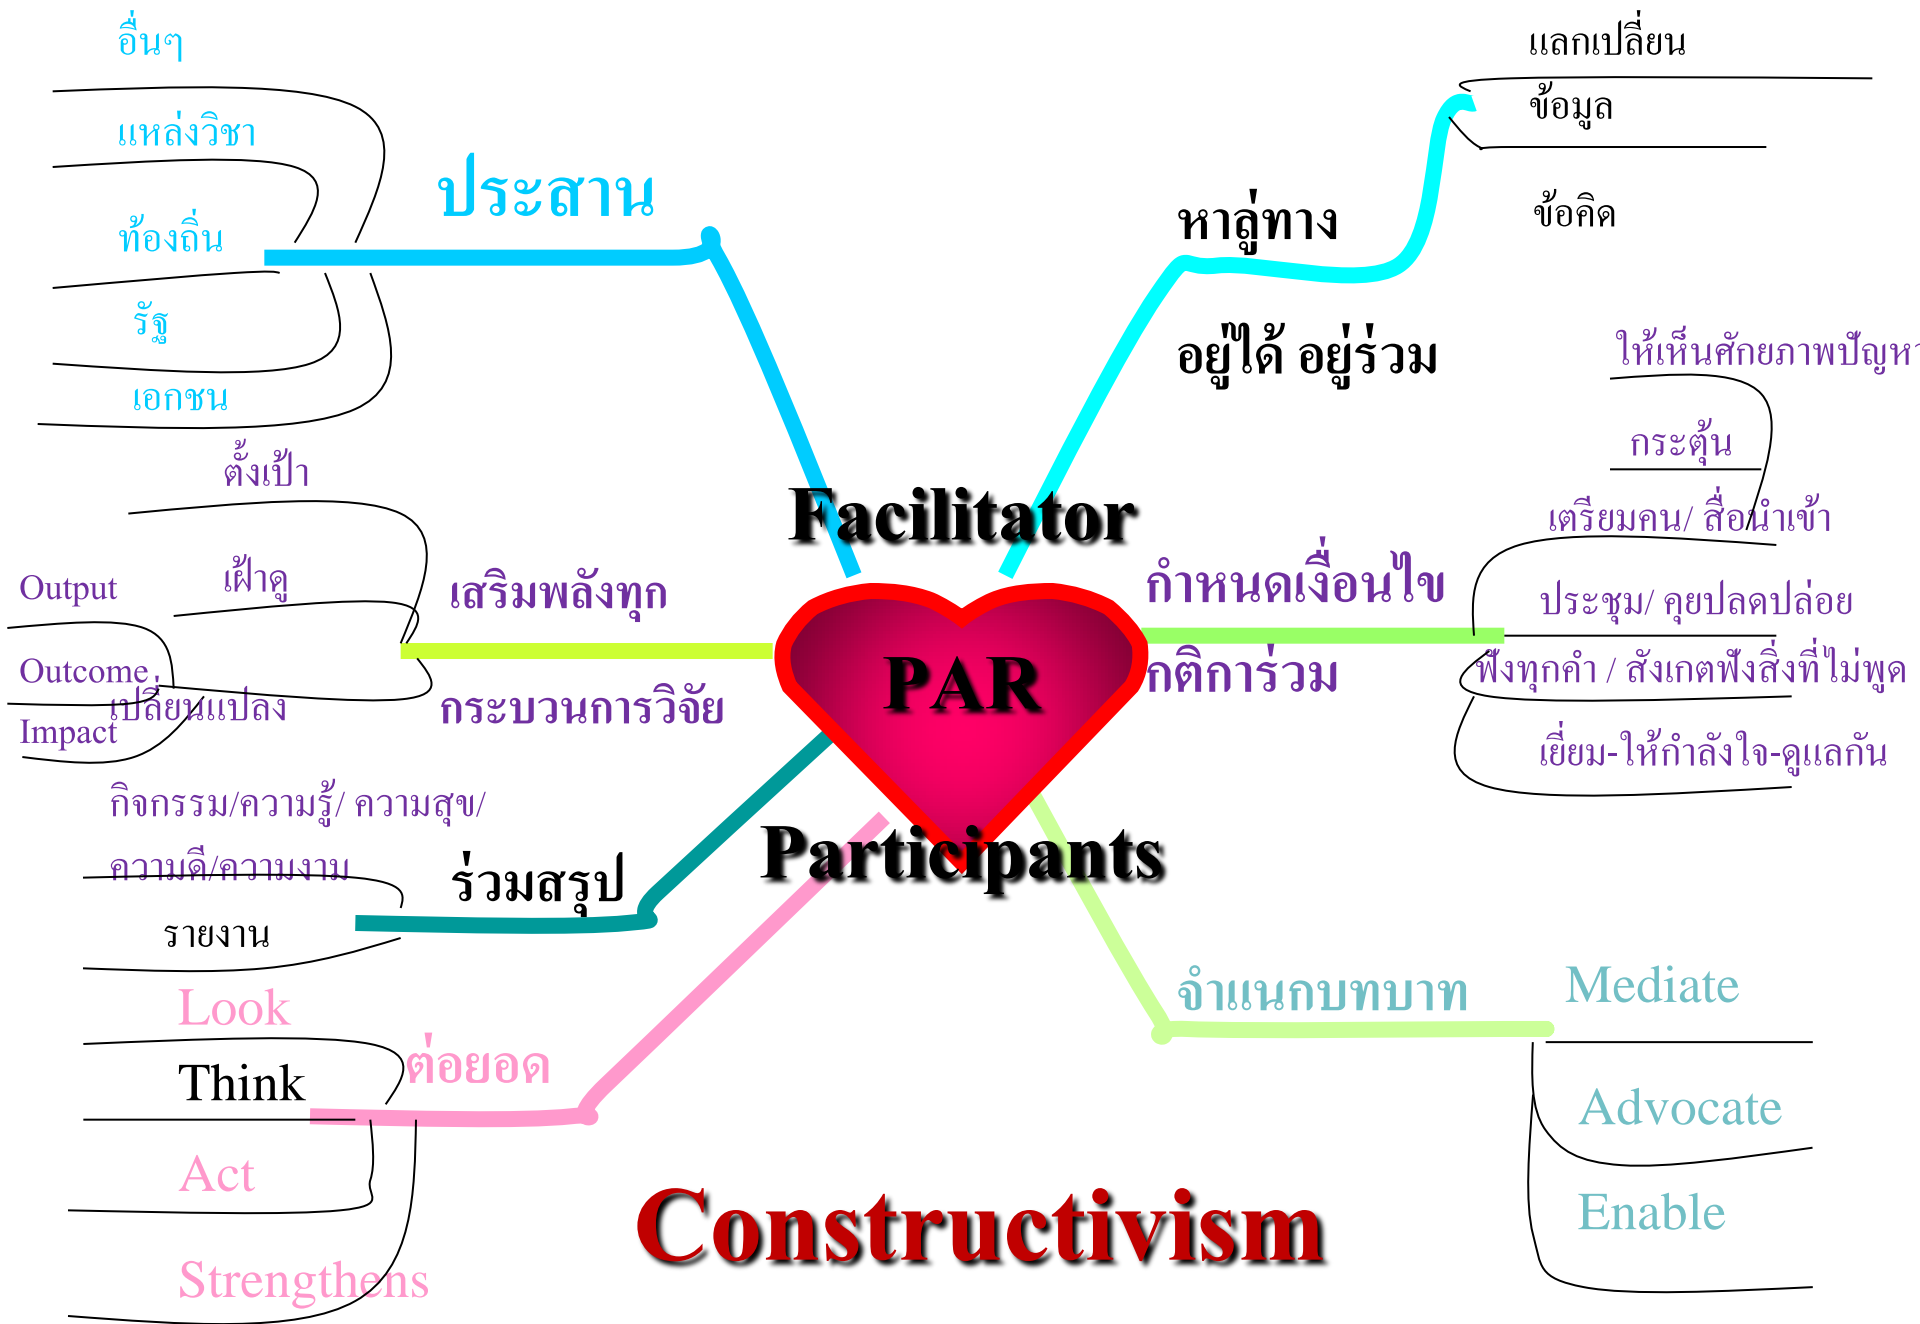 อื่นๆ
แหล่งวิชา
ท้องถิ่น
รัฐ
เอกชน
ประสาน
แลกเปลี่ยน
ข้อมูล
ข้อคิด
หาลู่ทาง
อยู่ได้ อยู่ร่วม
ให้เห็นศักยภาพปัญหา
กระตุ้น
เตรียมคน/ สื่อนำเข้า
ประชุม/ คุยปลดปล่อย
ฟังทุกคำ / สังเกตฟังสิ่งที่ไม่พูด
เยี่ยม-ให้กำลังใจ-ดูแลกัน
กำหนดเงื่อนไข
กติการ่วม
Facilitator
PAR
Participants
ตั้งเป้า
เฝ้าดู
เปลี่ยนแปลง
Output
Outcome
Impact
เสริมพลังทุก
กระบวนการวิจัย
กิจกรรม/ความรู้/ ความสุข/
ความดี/ความงาม
รายงาน
ร่วมสรุป
Look
Think
Act
Strengthens
ต่อยอด
จำแนกบทบาท
Mediate
Advocate
Enable
Constructivism